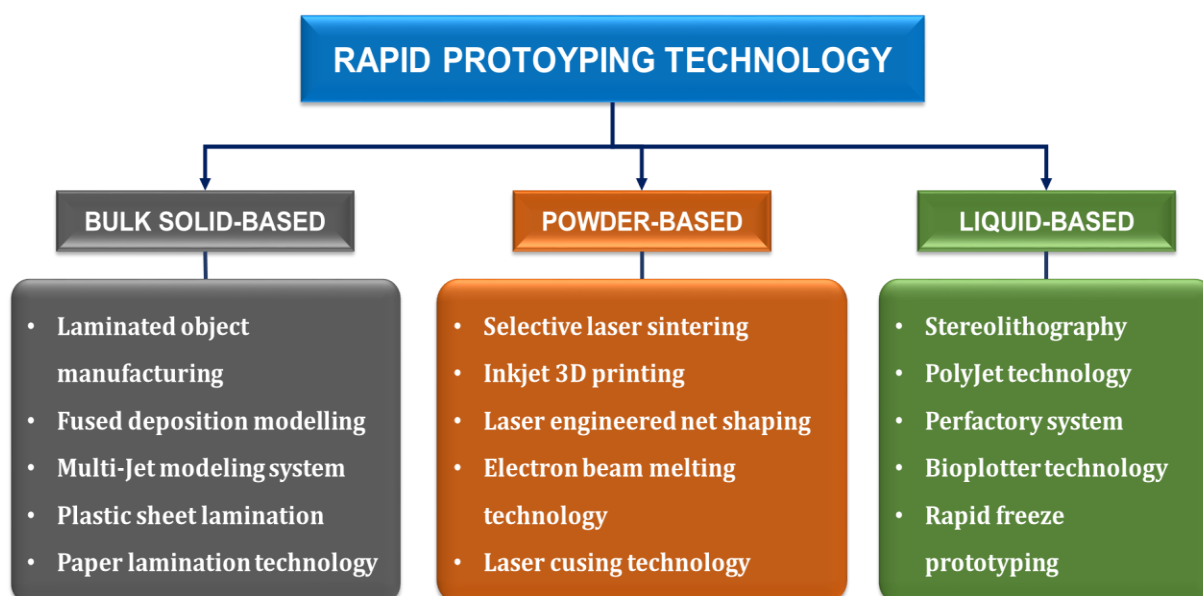 RAPID PROTOYPING TECHNOLOGY
BULK SOLID-BASED
• Laminated object
manufacturing
• Fused deposition modelling
• Multi-Jet modeling system
• Plastic sheet lamination
• Paper lamination technology
POWDER-BASED
• Selective laser sintering
• Inkjet 3D printing
• Laser engineered net shaping
• Electron beam melting
technology
• Laser cusing technology
LIQUID-BASED
• Stereolithography
• PolyJet technology
• Perfactory system
• Bioplotter technology
• Rapid freeze
prototyping